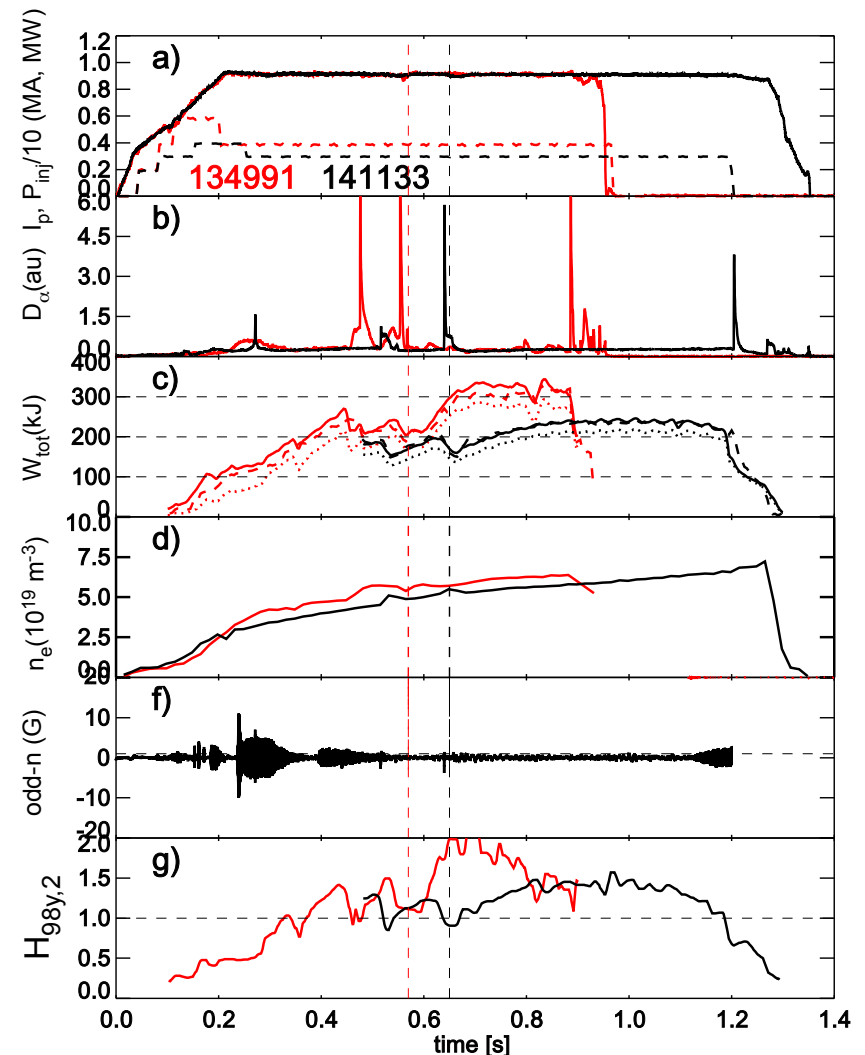 a)
I_p, P_inj/10 (MA, MW)
1.2
1.0
0.8
0.6
0.4
0.2
0.0
134991 141133
b)
D_α(au)
6.0
4.5
3.0
1.5
0.0
c)
W_tot(kJ)
400
300
200
100
0
d)
n_e(10^19 m^-3)
10.0
7.5
5.0
2.5
0.0
f)
odd-n (G)
20
10
0
-10
-20
g)
H_98y,2
2.0
1.5
1.0
0.5
0.0
0.0 0.2 0.4 0.6 0.8 1.0 1.2 1.4
time [s]